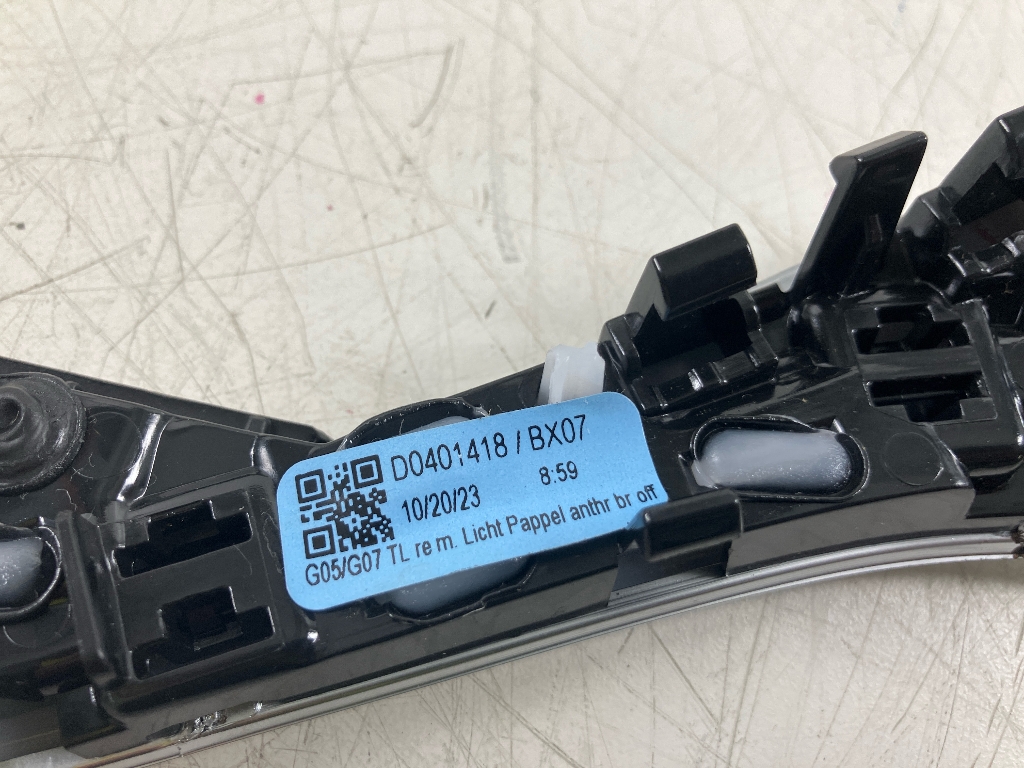 D0401418 / BX07
10/20/23 8:59
G05/G07 TL re m. Licht Pappel anthr br off